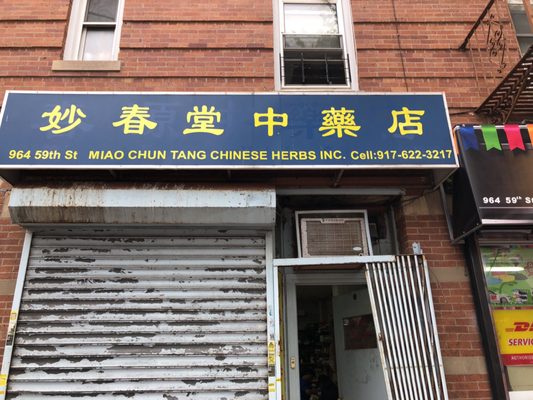 妙春堂中藥店
964 59th St MIAO CHUN TANG CHINESE HERBS INC. Cell:917-622-3217
964 59th St
DHL
SERVIC